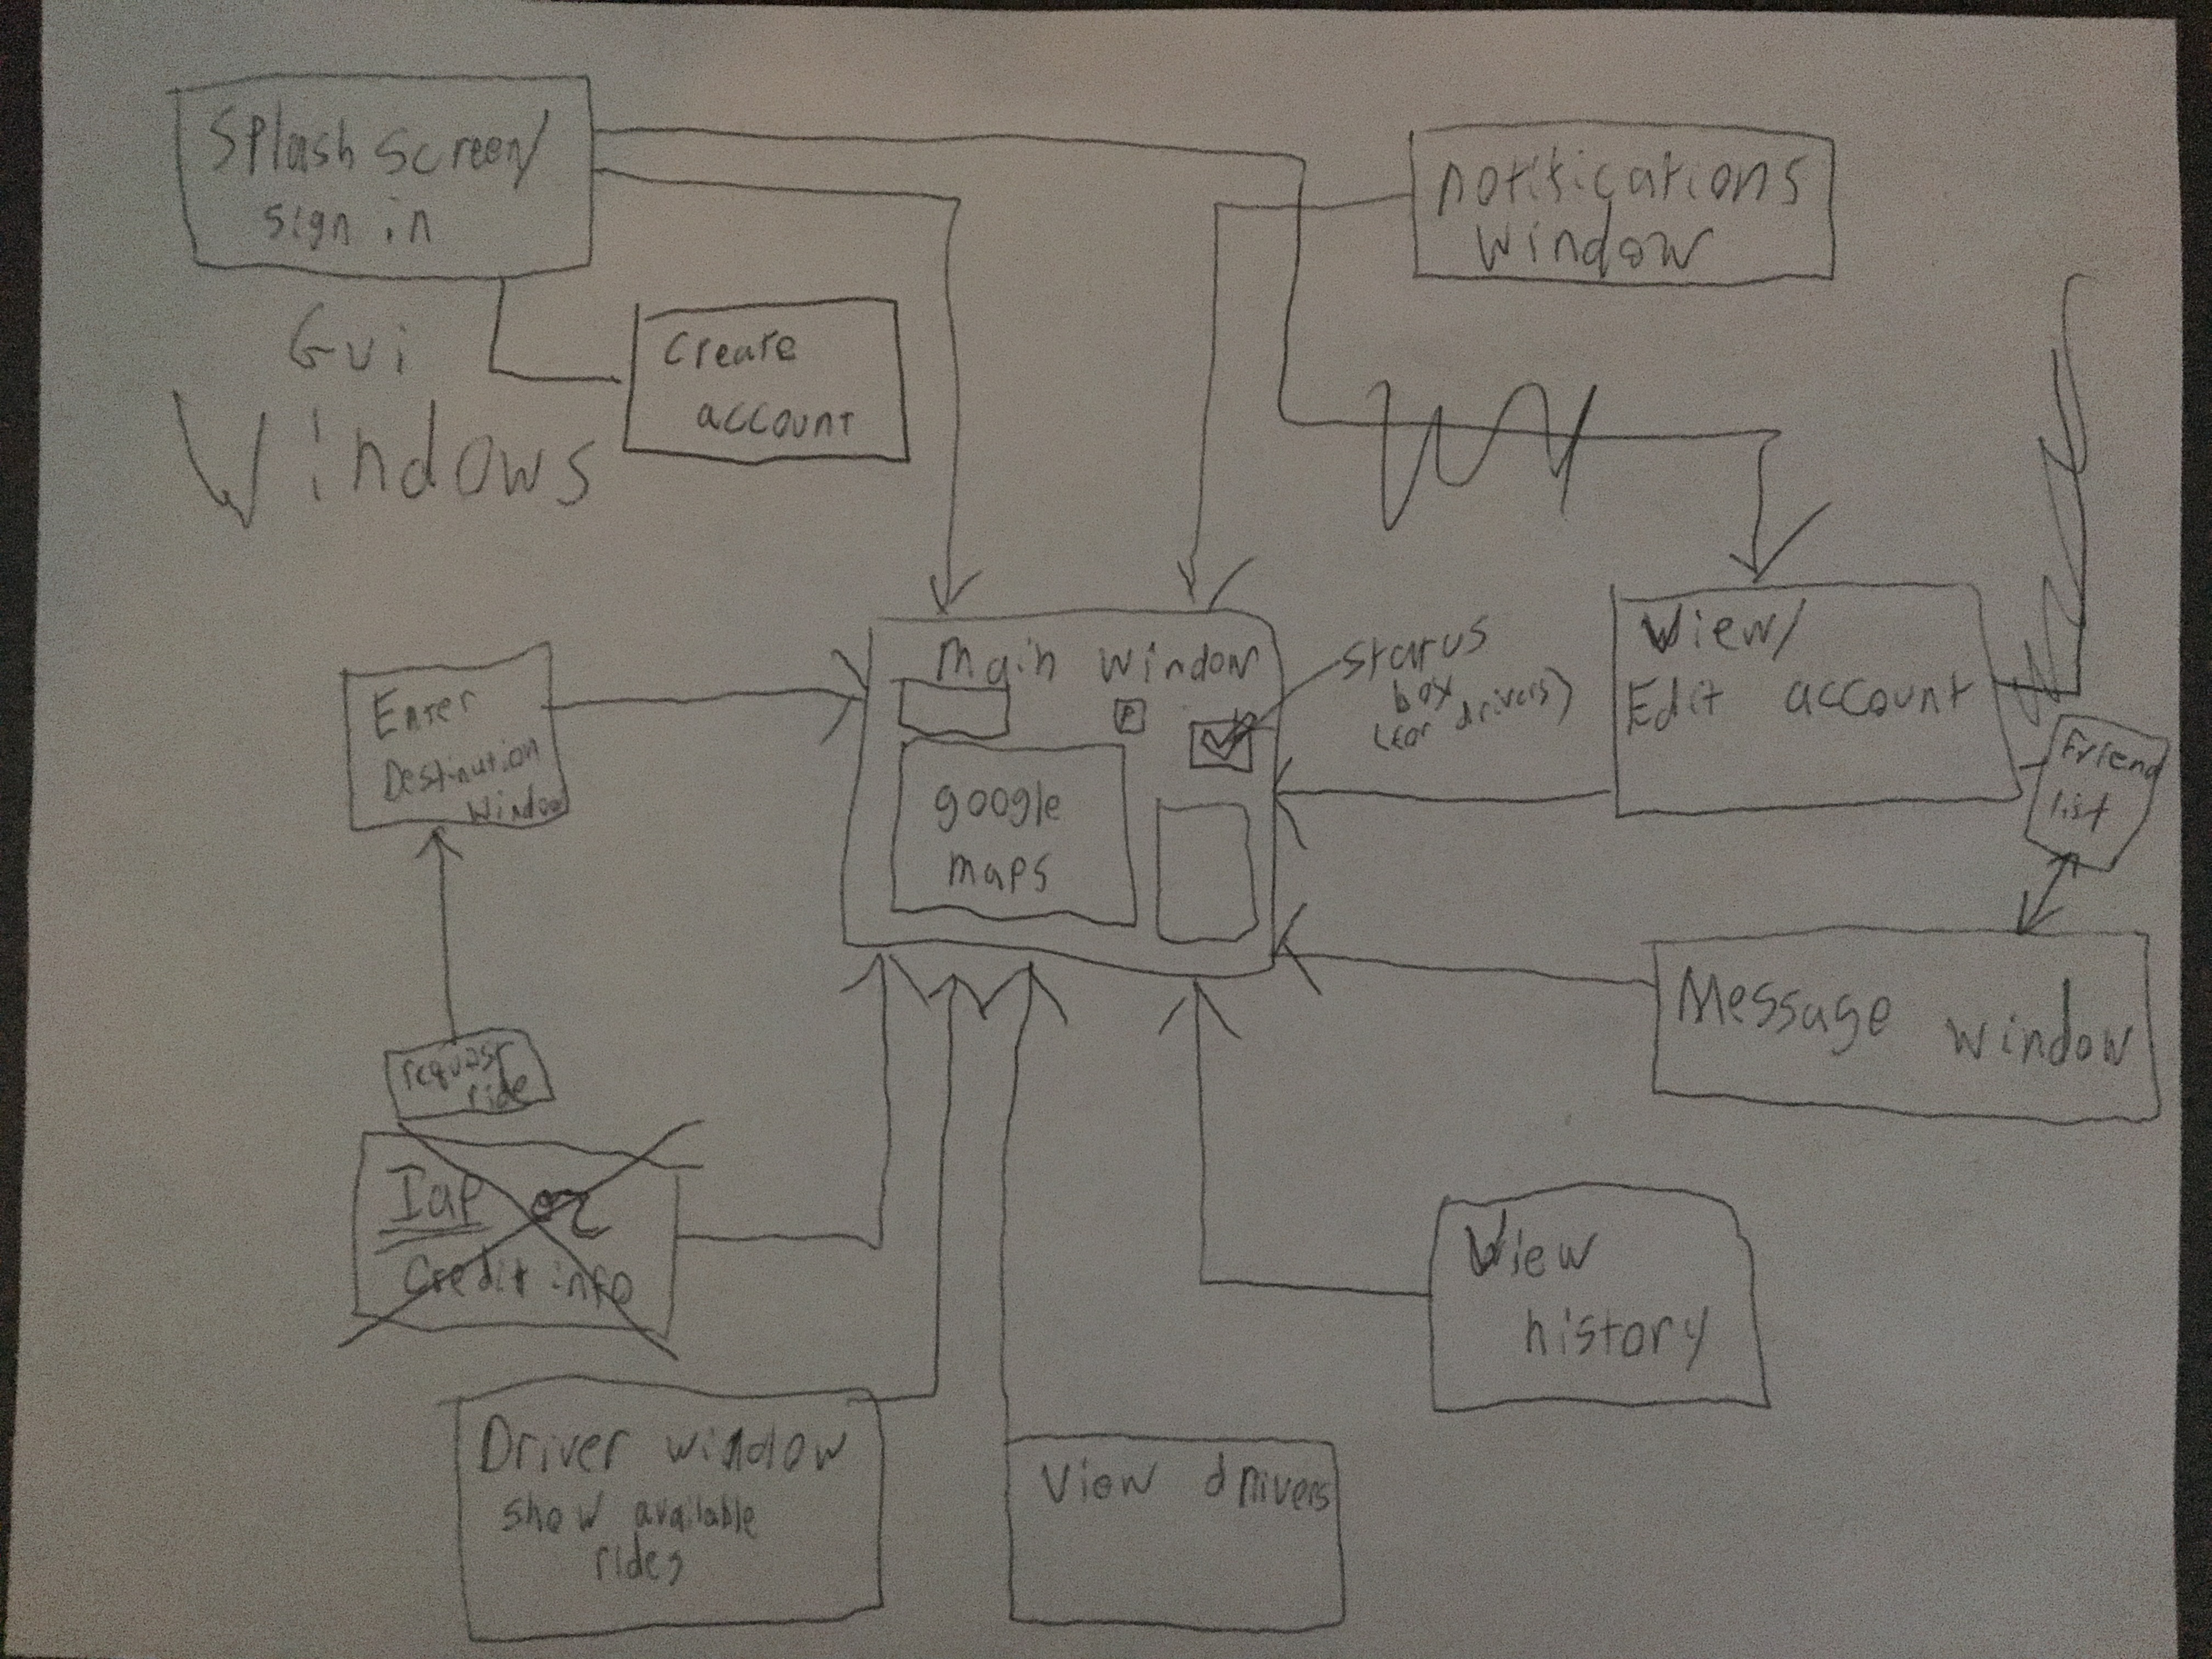 Splash screen/
sign in
Gui
Windows
Create
account
notifications
window
Enter
Destination
Window
Main window
google
maps
P
status
box
(for drivers)
View/
Edit account
friend
list
request
ride
IaP
or
Credit info
Message window
View
history
Driver window
show available
rides
View drivers